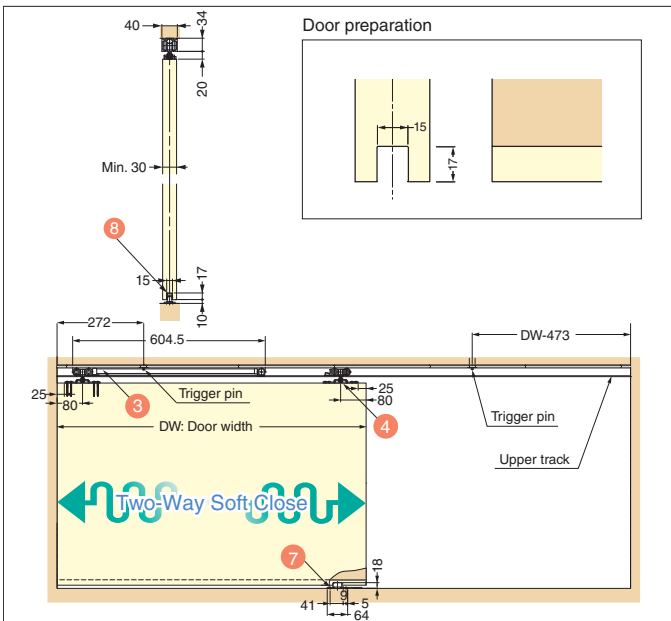 Door preparation
40
34
20
Min. 30
15
17
8
15
17
10
272
604.5
DW-473
25
80
3
Trigger pin
25
80
4
Trigger pin
DW: Door width
Upper track
Two-Way Soft Close
7
18
9
41
5
64